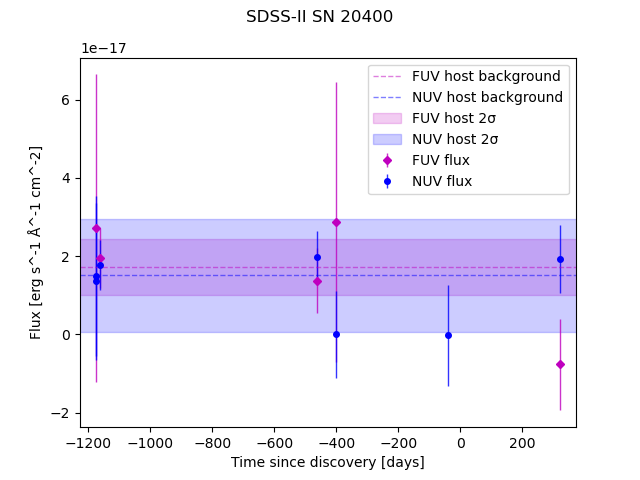 SDSS-II SN 20400
1e−17
FUV host background
NUV host background
FUV host 2σ
NUV host 2σ
FUV flux
NUV flux
6
4
2
0
−2
Flux [erg s^-1 Å^-1 cm^-2]
−1200 −1000 −800 −600 −400 −200 0 200
Time since discovery [days]